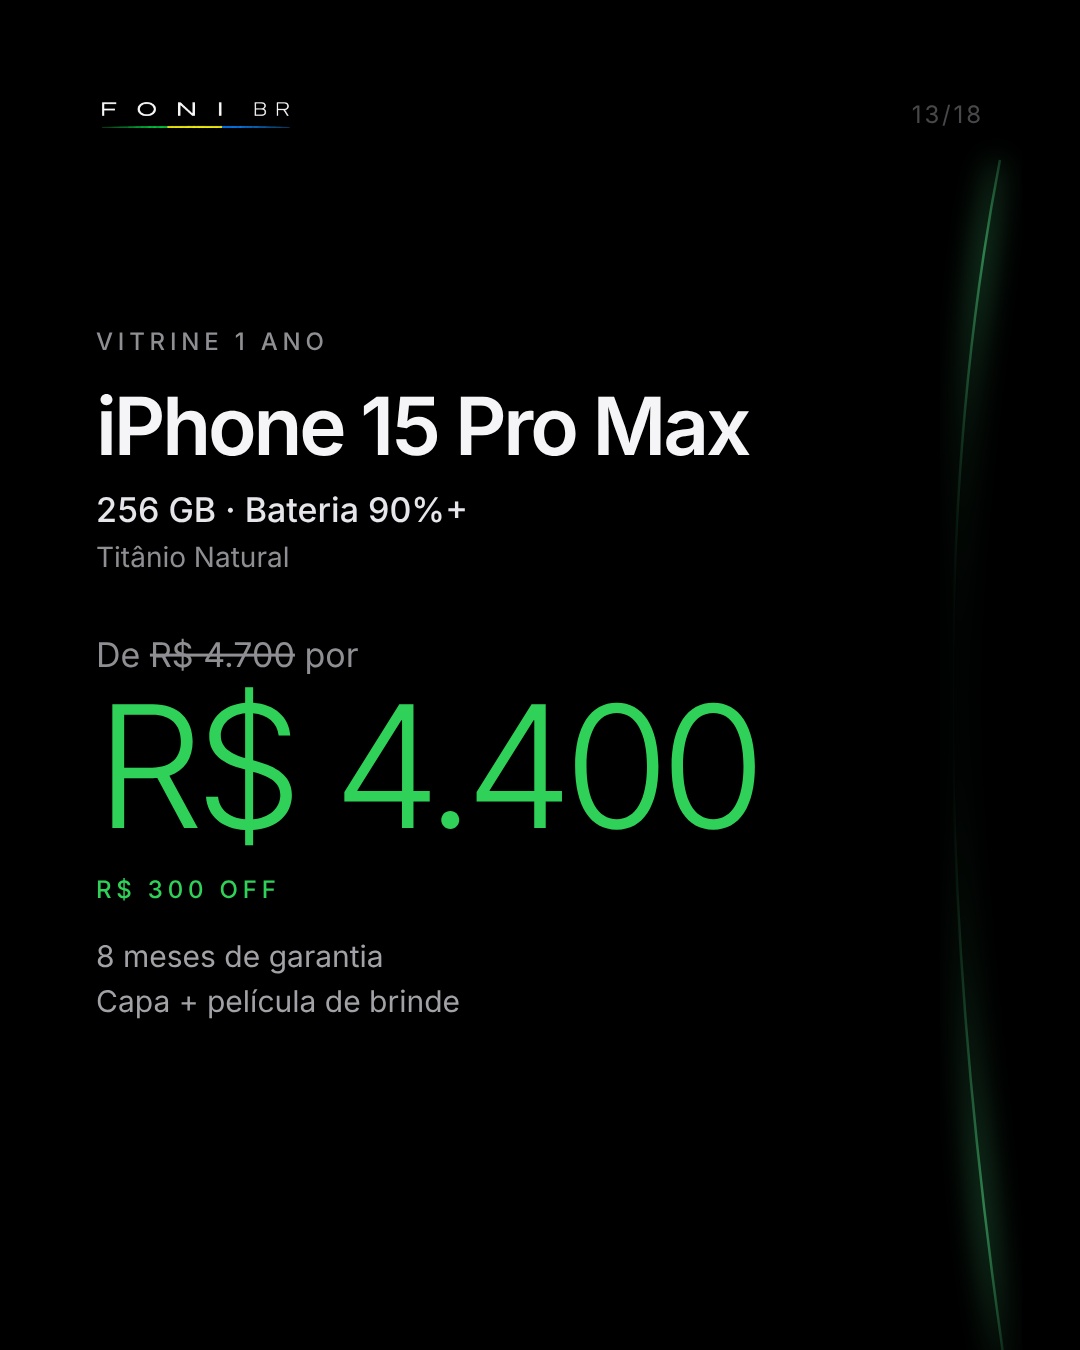 FONI BR
13/18
VITRINE 1 ANO
iPhone 15 Pro Max
256 GB · Bateria 90%+
Titânio Natural
De R$ 4.700 por
R$ 4.400
R$ 300 OFF
8 meses de garantia
Capa + película de brinde